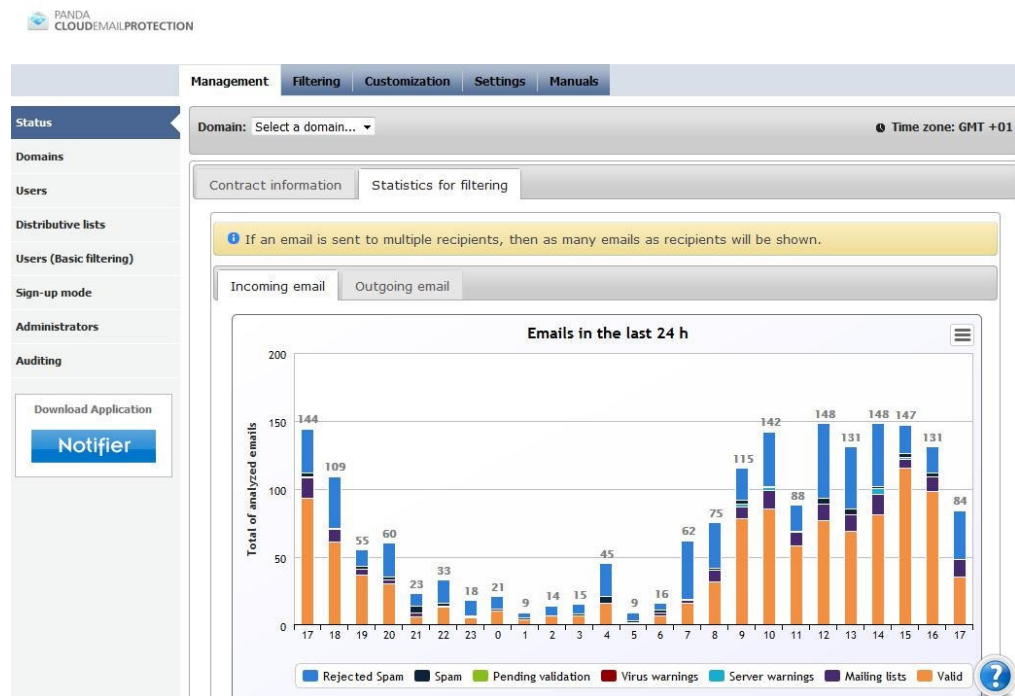 PANDA
CLOUDEMAILPROTECTION
Management Filtering Customization Settings Manuals
Status
Domains
Users
Distributive lists
Users (Basic filtering)
Sign-up mode
Administrators
Auditing
Download Application
Notifier
Domain: Select a domain... Time zone: GMT +01
Contract information Statistics for filtering
If an email is sent to multiple recipients, then as many emails as recipients will be shown.
Incoming email Outgoing email
Emails in the last 24 h
Total of analyzed emails
200
150
100
50
0
144 109 55 60 23 33 18 21 9 14 15 45 9 16 62 75 115 142 88 148 131 148 147 131 84
17 18 19 20 21 22 23 0 1 2 3 4 5 6 7 8 9 10 11 12 13 14 15 16 17
Rejected Spam Spam Pending validation Virus warnings Server warnings Mailing lists Valid
?